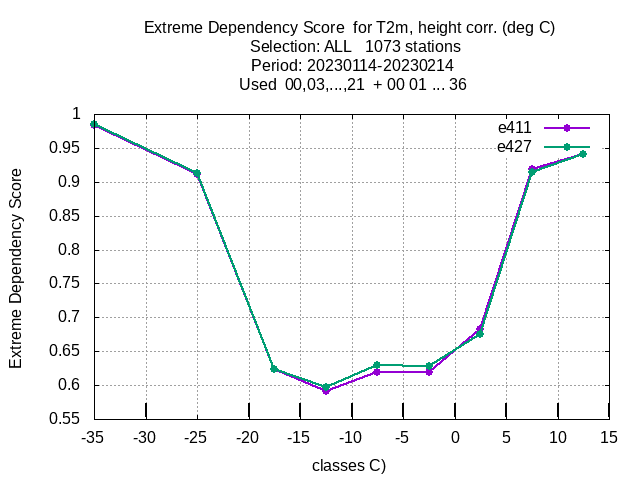 Extreme Dependency Score  for T2m, height corr. (deg C)
Selection: ALL   1073 stations
Period: 20230114-20230214
Used  00,03,...,21  + 00 01 ... 36
e411
e427
Extreme Dependency Score
1
0.95
0.9
0.85
0.8
0.75
0.7
0.65
0.6
0.55
-35 -30 -25 -20 -15 -10 -5 0 5 10 15
classes C)